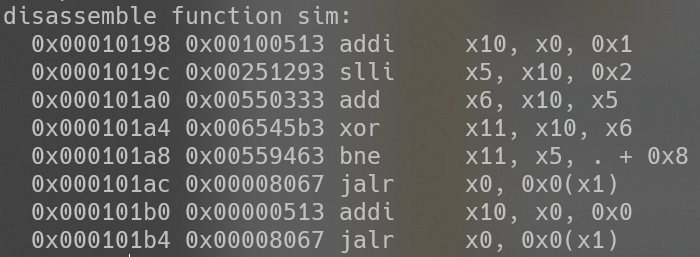 disassemble function sim:
0x00010198 0x00100513 addi x10, x0, 0x1
0x0001019c 0x00251293 slli x5, x10, 0x2
0x000101a0 0x00550333 add x6, x10, x5
0x000101a4 0x006545b3 xor x11, x10, x6
0x000101a8 0x00559463 bne x11, x5, . + 0x8
0x000101ac 0x00008067 jalr x0, 0x0(x1)
0x000101b0 0x00000513 addi x10, x0, 0x0
0x000101b4 0x00008067 jalr x0, 0x0(x1)